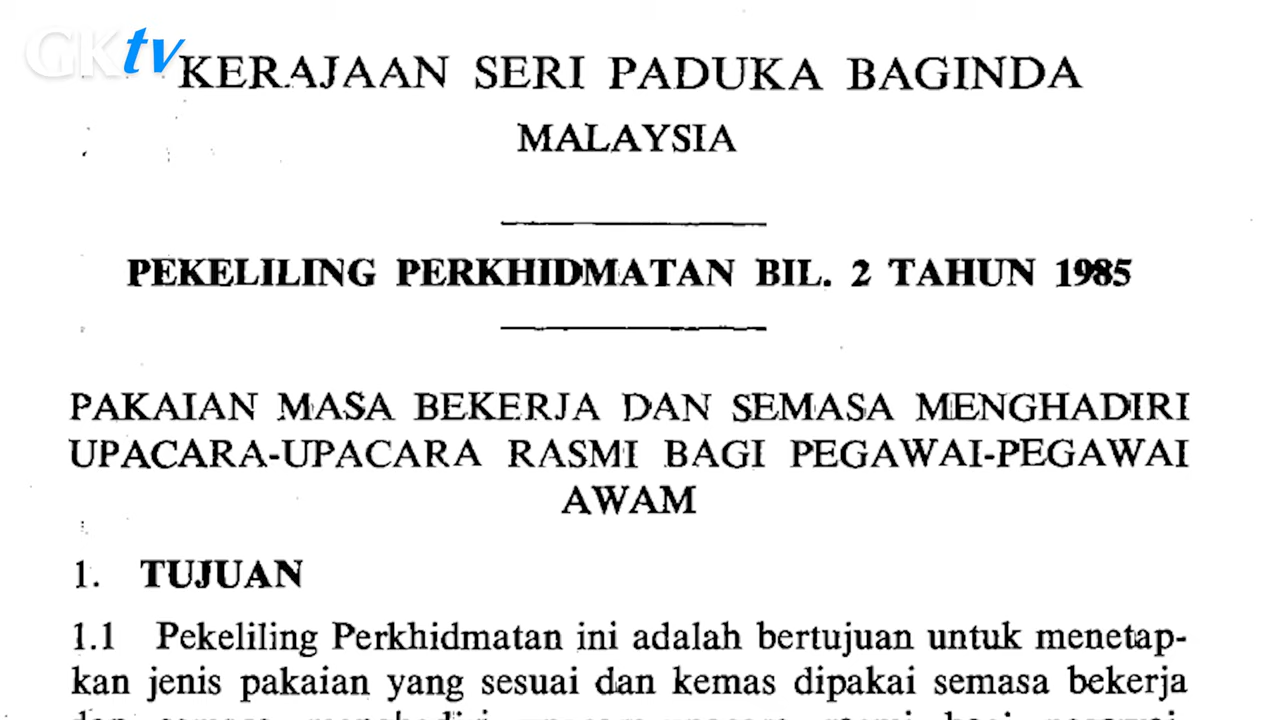 GKtv
KERAJAAN SERI PADUKA BAGINDA
MALAYSIA
PEKELILING PERKHIDMATAN BIL. 2 TAHUN 1985
PAKAIAN MASA BEKERJA DAN SEMASA MENGHADIRI
UPACARA-UPACARA RASMI BAGI PEGAWAI-PEGAWAI
AWAM
1. TUJUAN
1.1 Pekeliling Perkhidmatan ini adalah bertujuan untuk menetap-
kan jenis pakaian yang sesuai dan kemas dipakai semasa bekerja